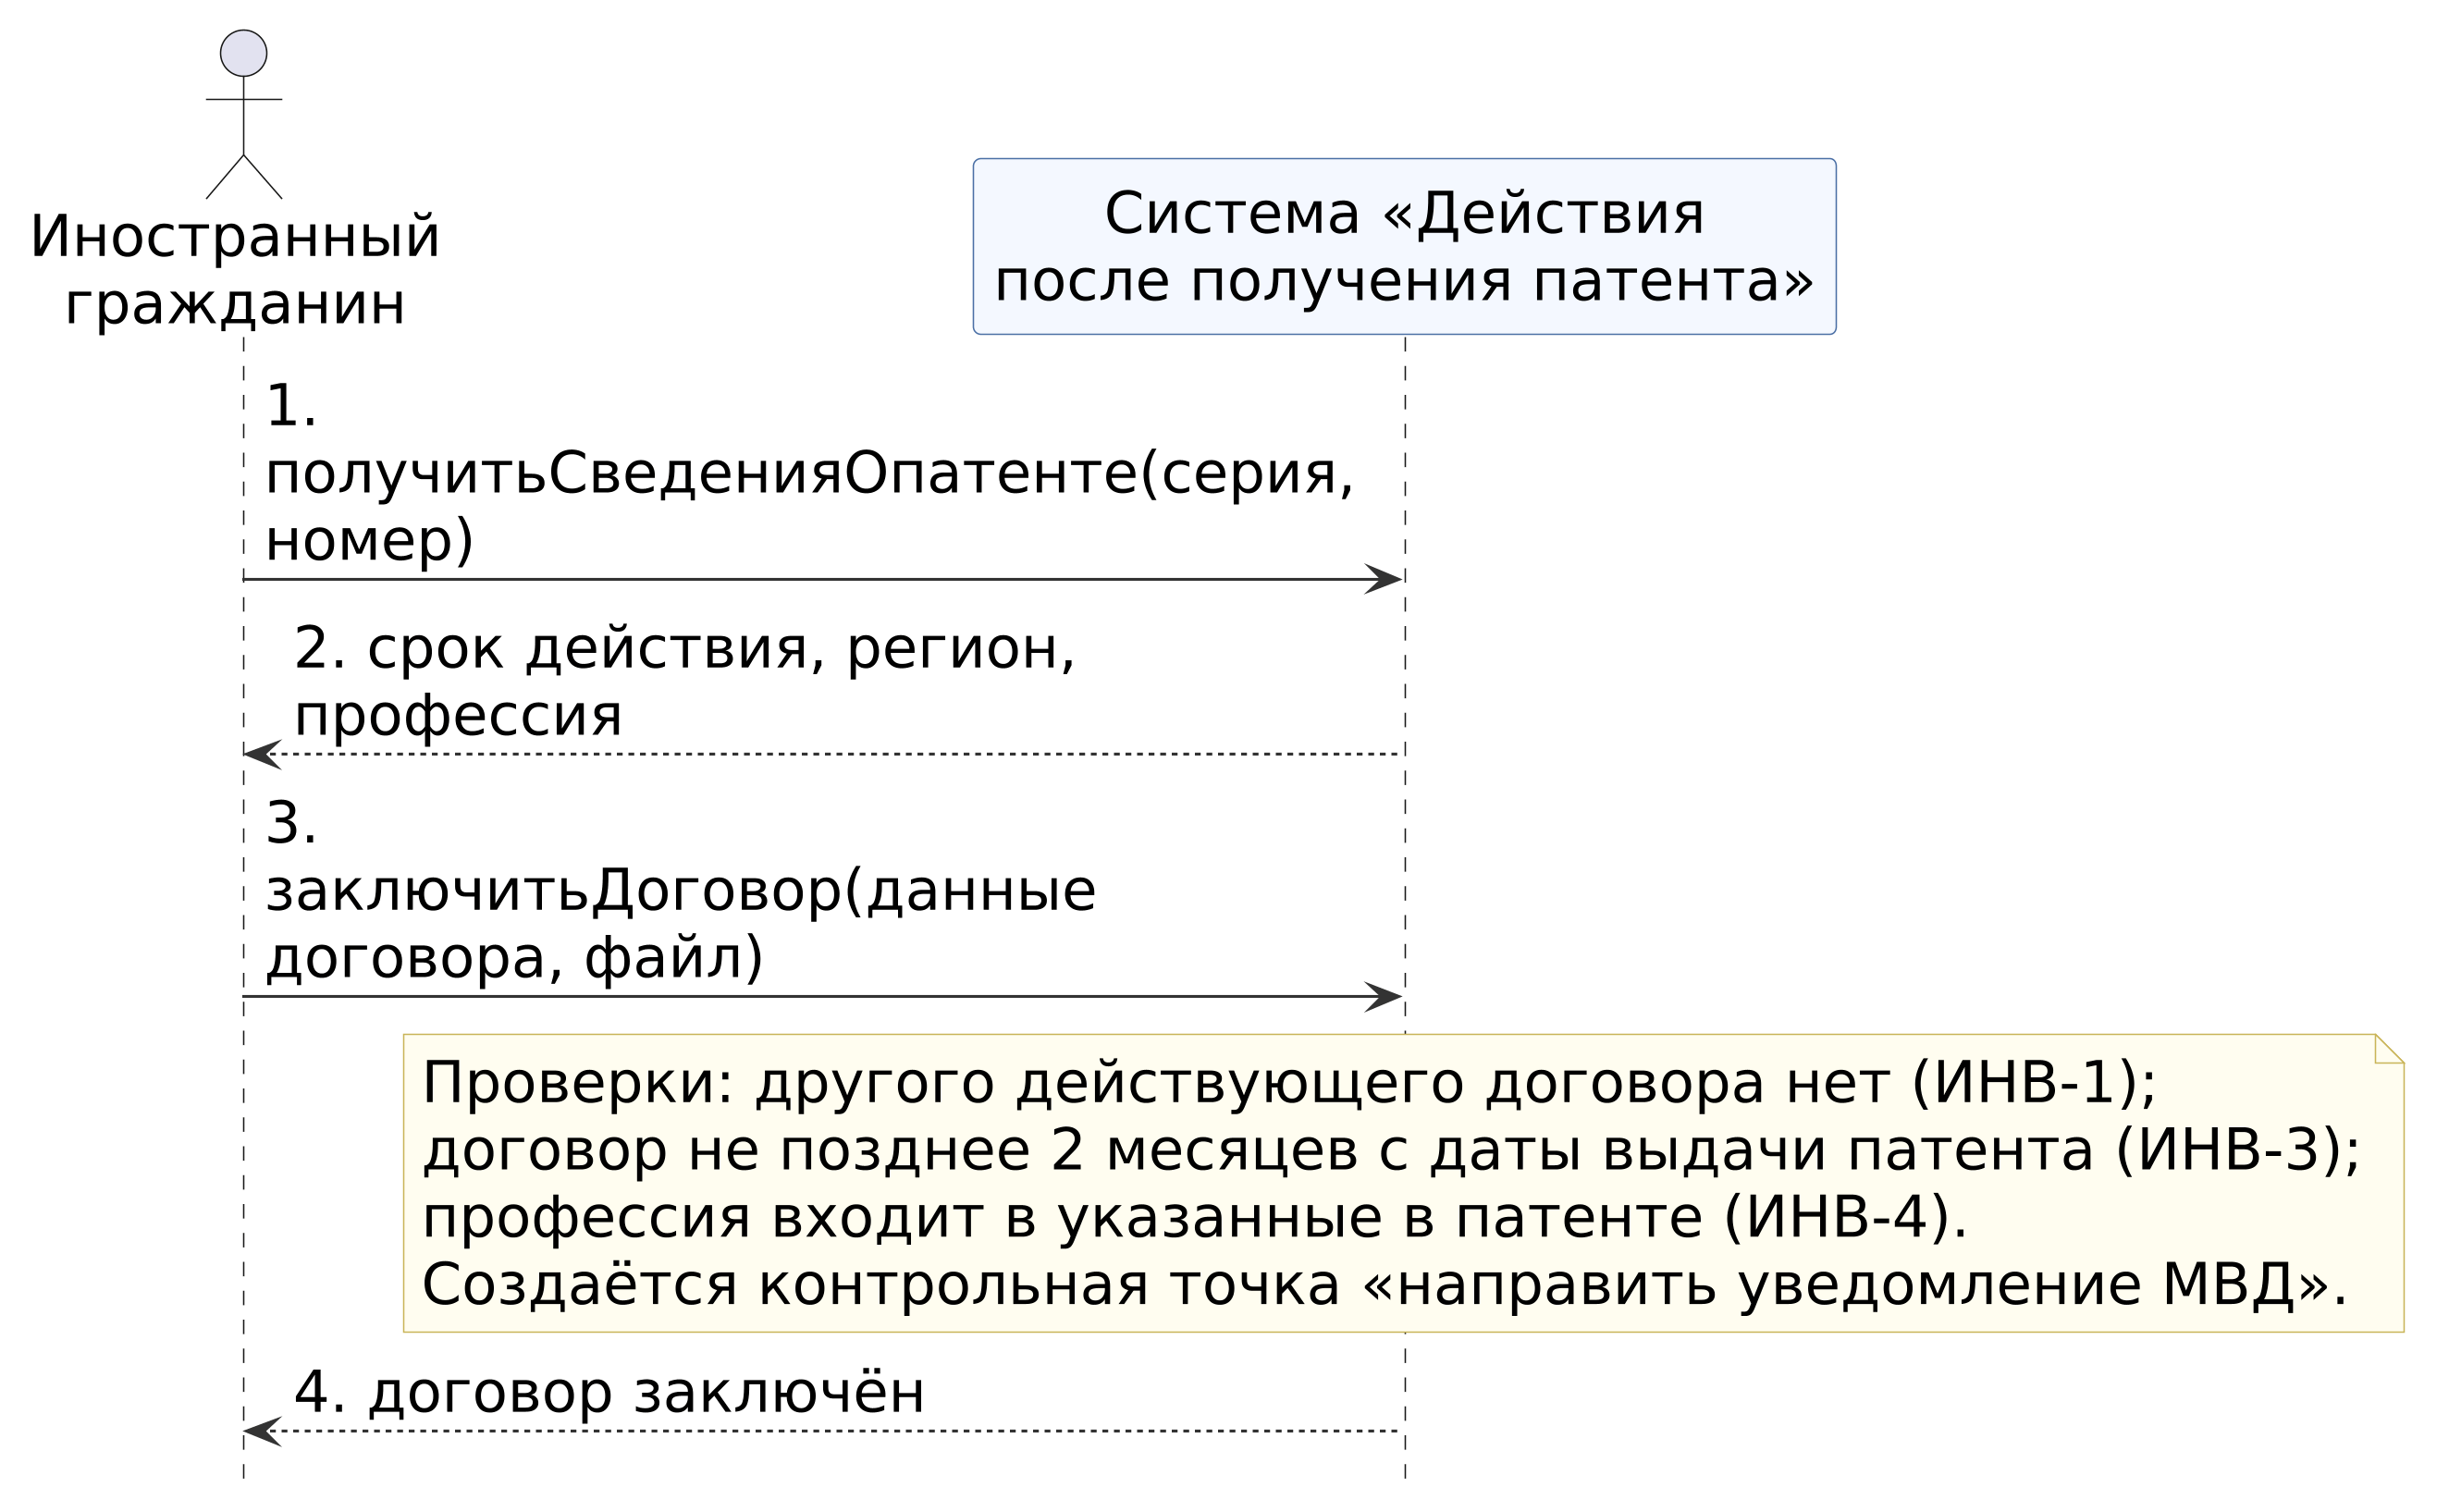 Иностранный
гражданин
Система «Действия
после получения патента»
1.
получитьСведенияОпатенте(серия,
номер)
2. срок действия, регион,
профессия
3.
заключитьДоговор(данные
договора, файл)
Проверки: другого действующего договора нет (ИНВ-1);
договор не позднее 2 месяцев с даты выдачи патента (ИНВ-3);
профессия входит в указанные в патенте (ИНВ-4).
Создаётся контрольная точка «направить уведомление МВД».
4. договор заключён